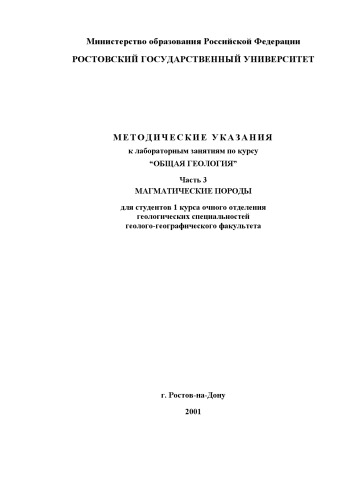 Министерство образования Российской Федерации
РОСТОВСКИЙ ГОСУДАРСТВЕННЫЙ УНИВЕРСИТЕТ
МЕТОДИЧЕСКИЕ УКАЗАНИЯ
к лабораторным занятиям по курсу
“ОБЩАЯ ГЕОЛОГИЯ”
Часть 3
МАГМАТИЧЕСКИЕ ПОРОДЫ
для студентов 1 курса очного отделения
геологических специальностей
геолого-географического факультета
г. Ростов-на-Дону
2001